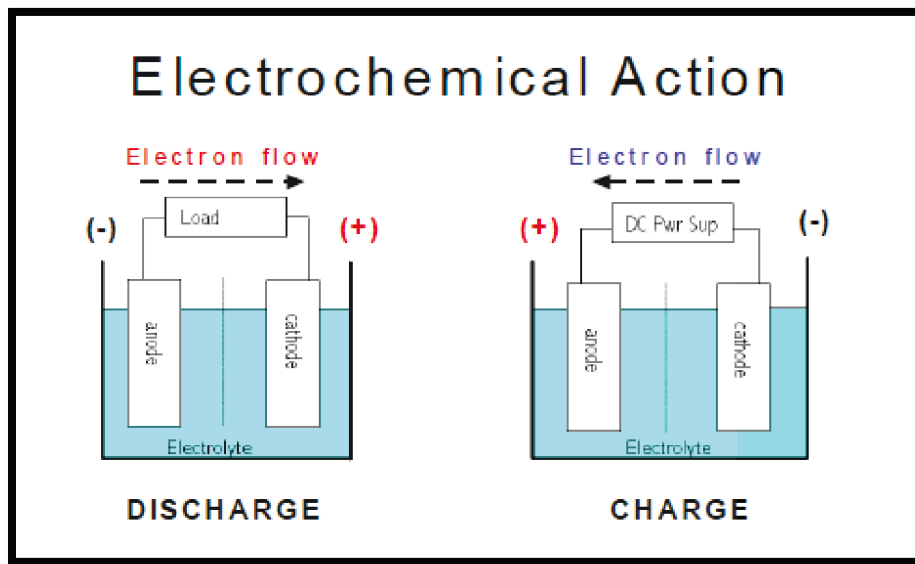 Electrochemical Action
Electron flow
(-)
Load
(+)
anode
cathode
Electrolyte
DISCHARGE
Electron flow
(+)
DC Pwr Sup
(-)
anode
cathode
Electrolyte
CHARGE